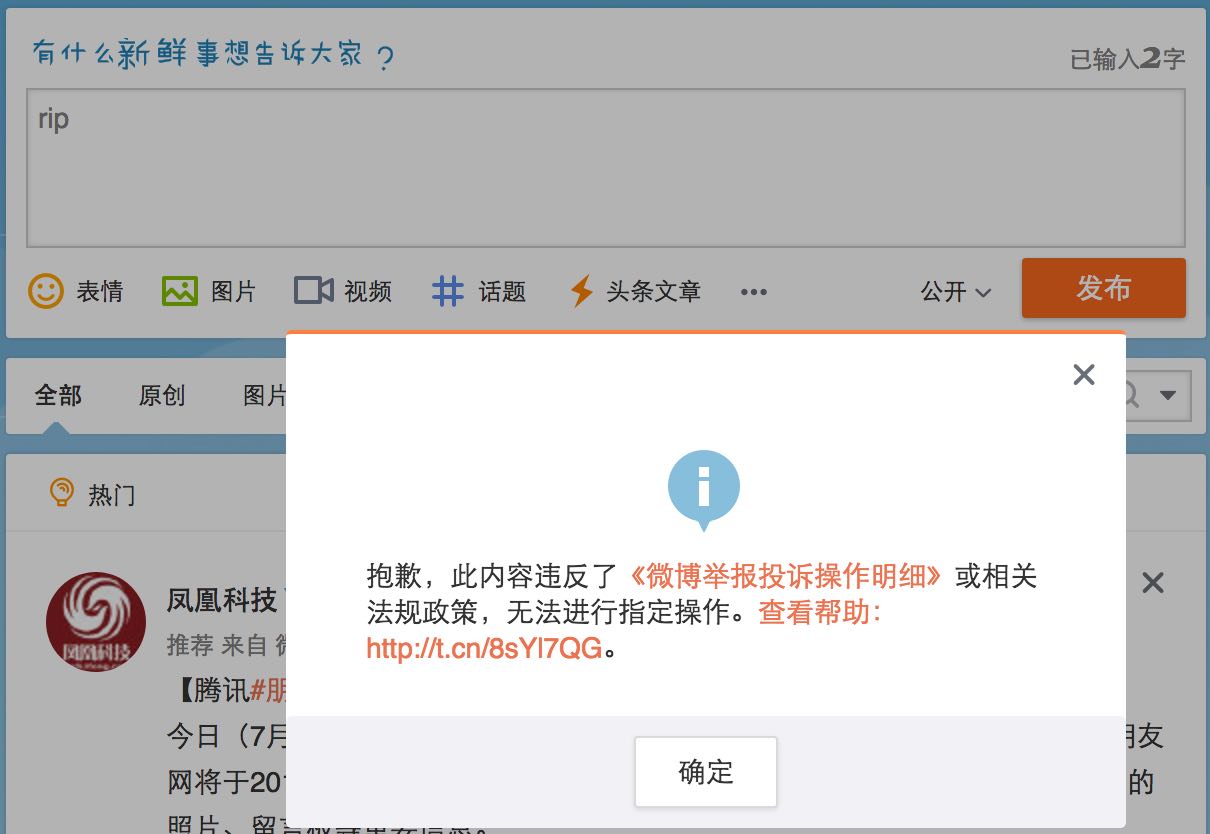 有什么新鲜事想告诉大家？
已输入2字
rip
表情 图片 视频 话题 头条文章 ••• 公开 发布
全部 原创 图片
热门
抱歉，此内容违反了《微博举报投诉操作明细》或相关
法规政策，无法进行指定操作。查看帮助：
http://t.cn/8sYl7QG。
确定
凤凰科技
凤凰科技
推荐 来自
【腾讯#朋
今日（7月 朋友
网将于201 的
照片、留言